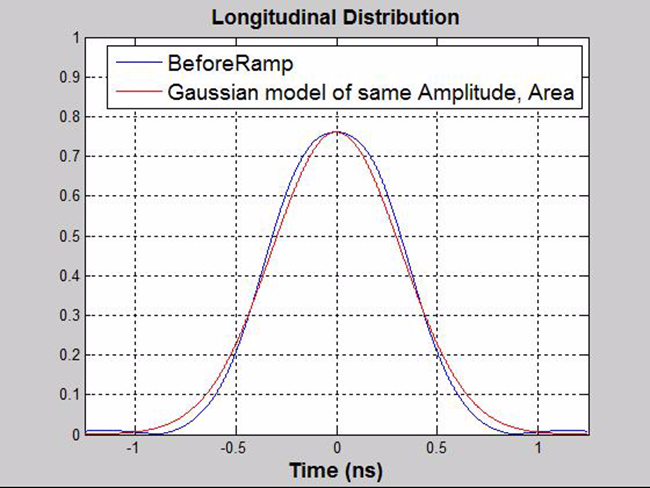 Longitudinal Distribution
1
BeforeRamp
0.9
Gaussian model of same Amplitude, Area
0.8
0.7
0.6
0.5
0.4
0.3
0.2
0.1
0
-1 -0.5 0 0.5 1
Time (ns)